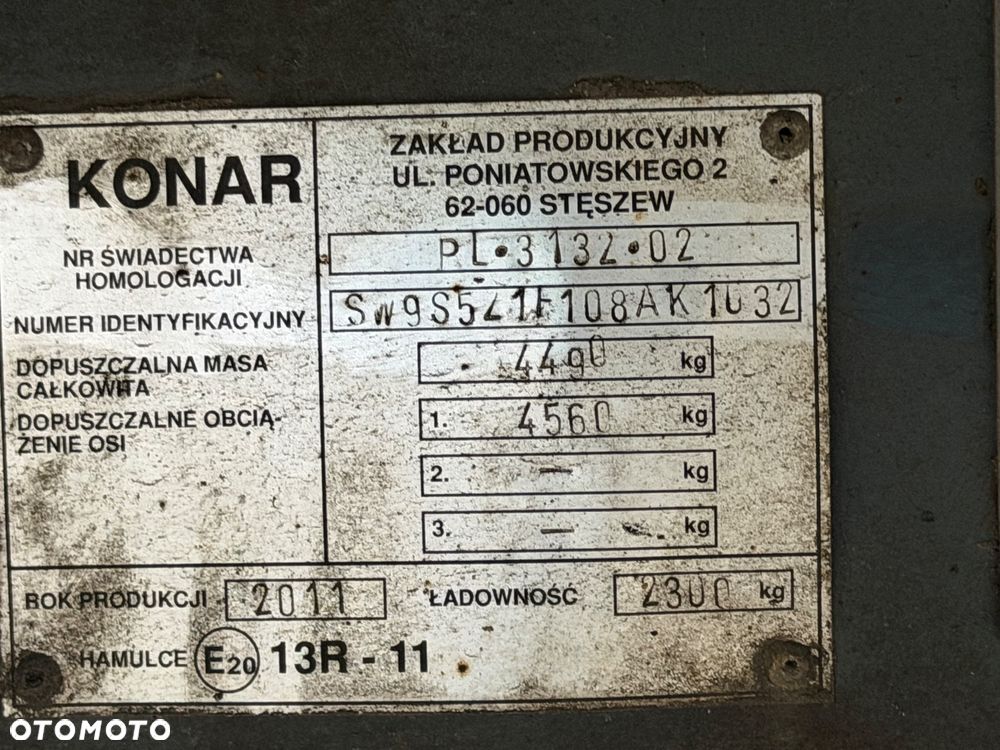 KONAR
ZAKŁAD PRODUKCYJNY
UL. PONIATOWSKIEGO 2
62-060 STĘSZEW
NR ŚWIADECTWA
HOMOLOGACJI
PL•3132•02
NUMER IDENTYFIKACYJNY
DOPUSZCZALNA MASA
CAŁKOWITA
4490 kg
DOPUSZCZALNE OBCIĄ-
ŻENIE OSI
1. 4560 kg
2. — kg
3. — kg
ROK PRODUKCJI 2011
ŁADOWNOŚĆ 2300 kg
HAMULCE E20 13R - 11
OTOMOTO